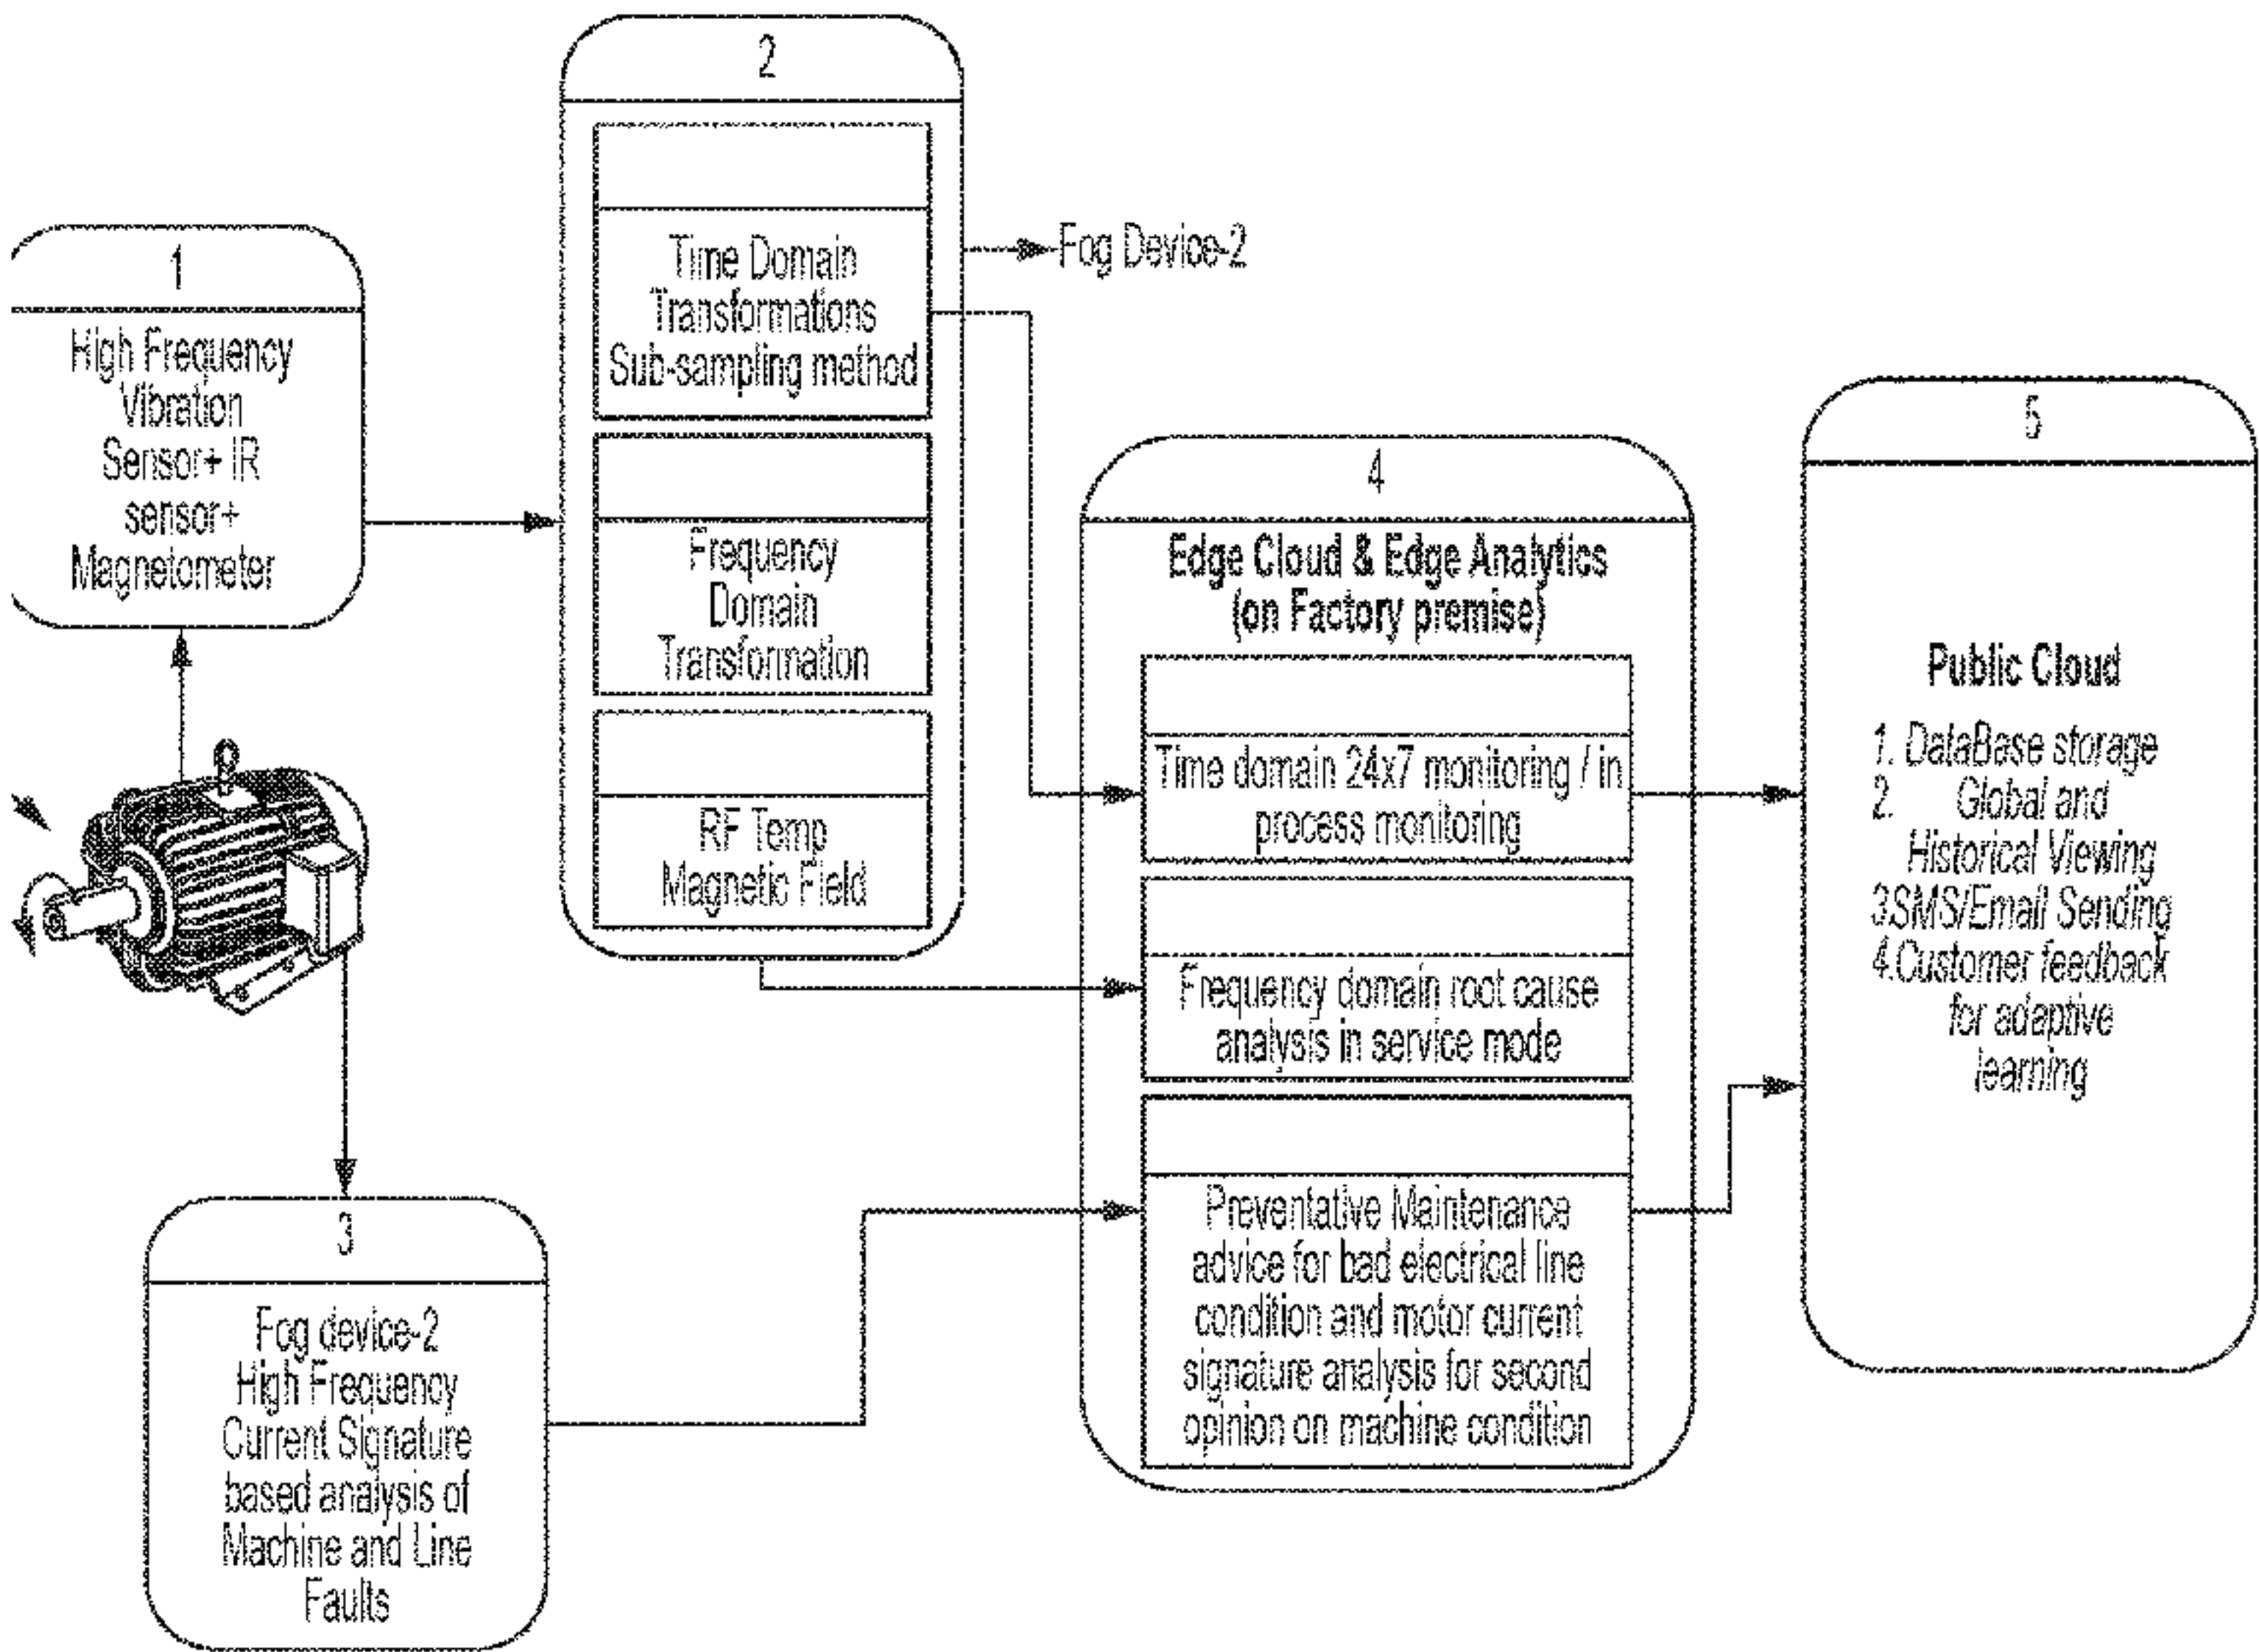 1
High Frequency
Vibration
Sensor+ IR
sensor+
Magnetometer
2
Time Domain
Transformations
Sub-sampling method
Frequency
Domain
Transformation
RF Temp
Magnetic Field
Fog Device-2
3
Fog device-2
High Frequency
Current Signature
based analysis of
Machine and Line
Faults
4
Edge Cloud & Edge Analytics
(on Factory premise)
Time domain 24x7 monitoring / in
process monitoring
Frequency domain root cause
analysis in service mode
Preventative Maintenance
advice for bad electrical line
condition and motor current
signature analysis for second
opinion on machine condition
5
Public Cloud
1. DataBase storage
2. Global and
Historical Viewing
3.SMS/Email Sending
4.Customer feedback
for adaptive
learning